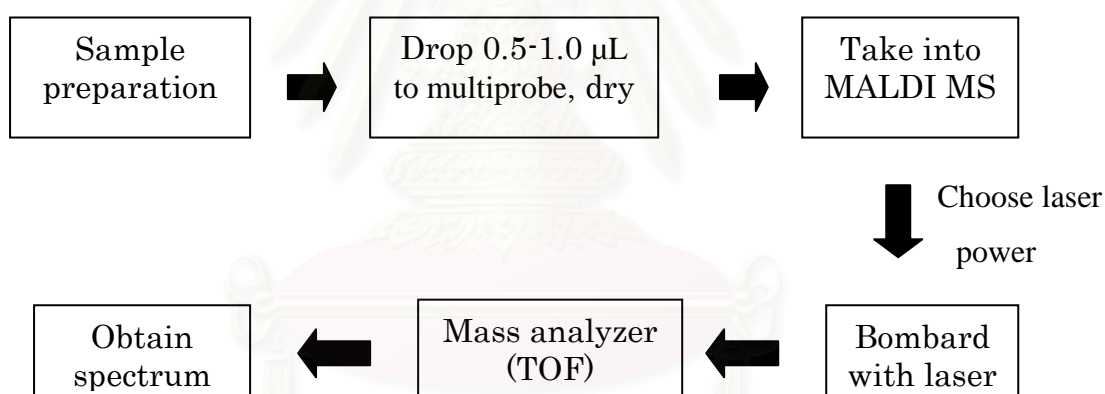 Sample
preparation
Drop 0.5-1.0 µL
to multiprobe, dry
Take into
MALDI MS
Choose laser
power
Bombard
with laser
Mass analyzer
(TOF)
Obtain
spectrum